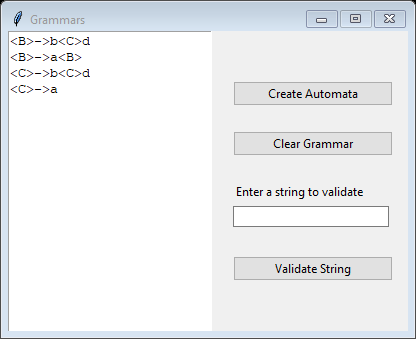 Grammars
<B>->b<C>d
<B>->a<B>
<C>->b<C>d
<C>->a
Create Automata
Clear Grammar
Enter a string to validate
Validate String